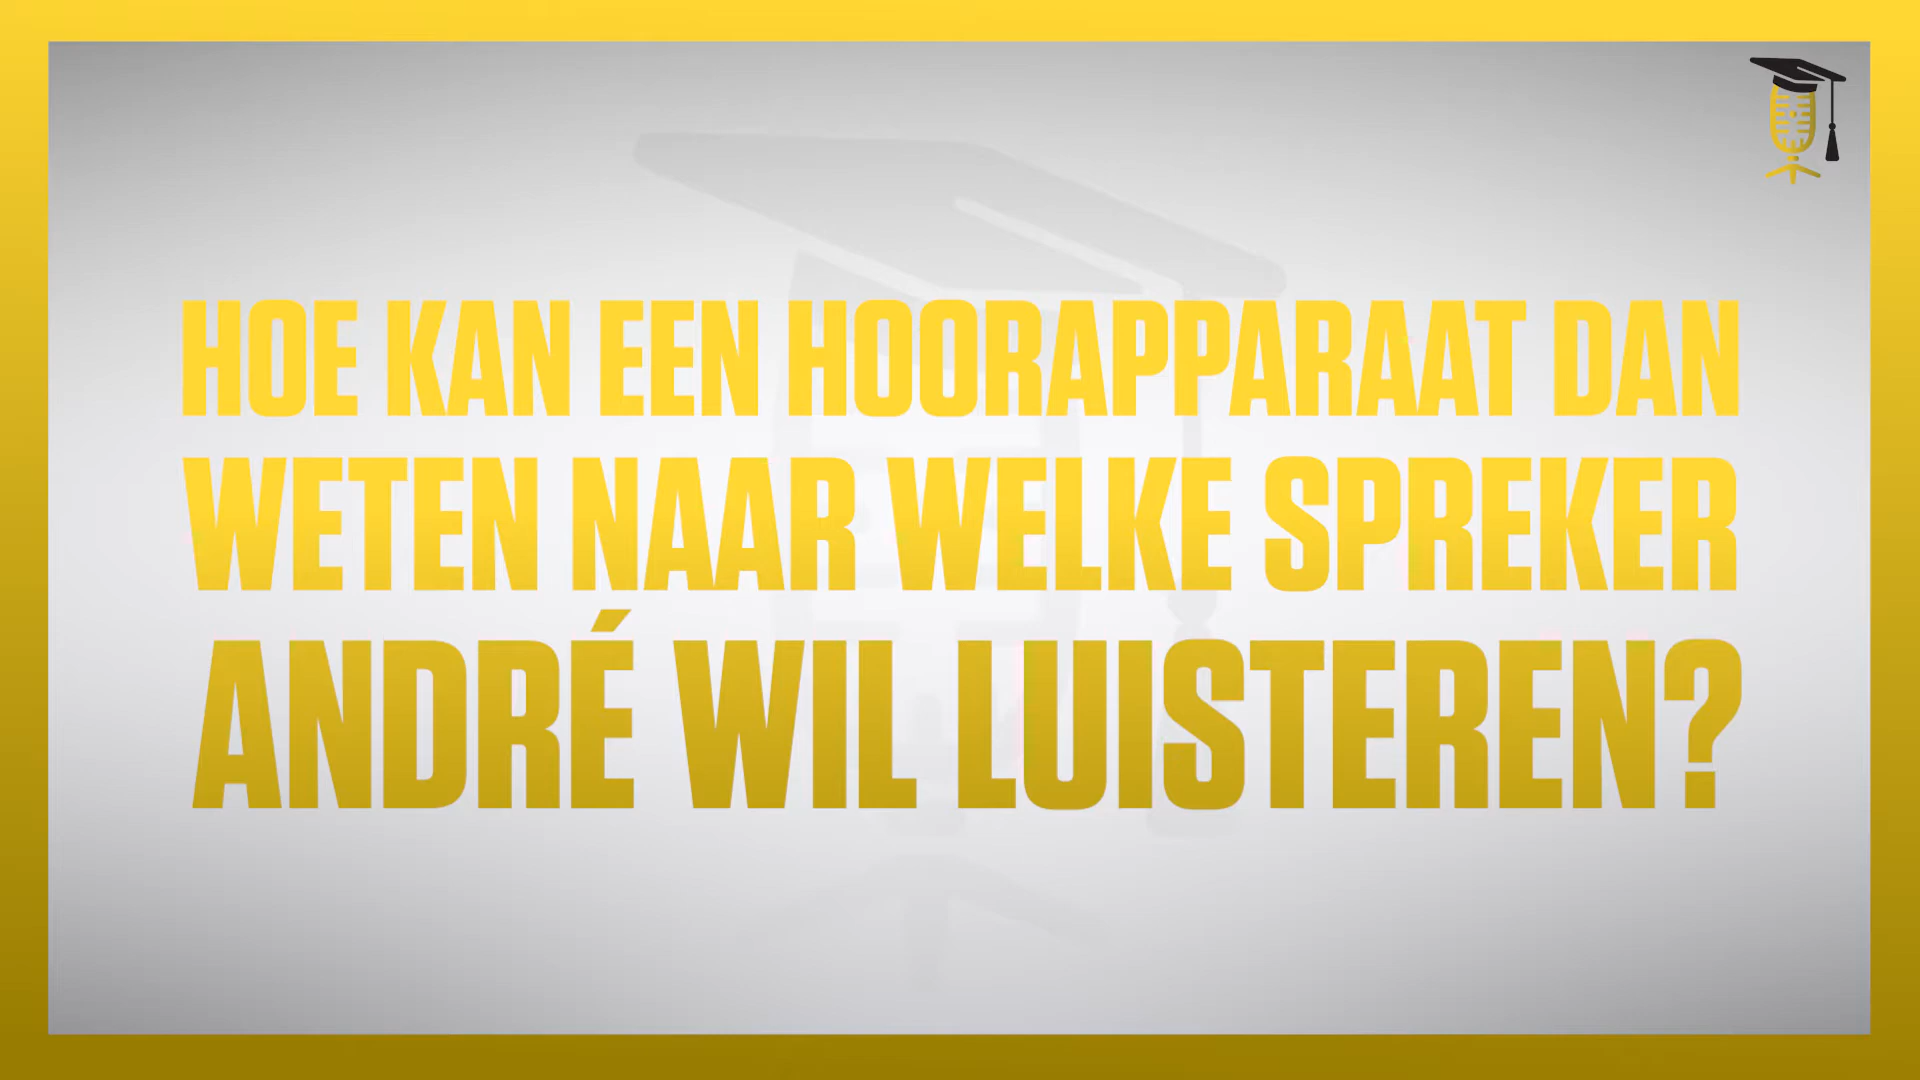 HOE KAN EEN HOORAPPARAAT DAN
WETEN NAAR WELKE SPREKER
ANDRÉ WIL LUISTEREN?